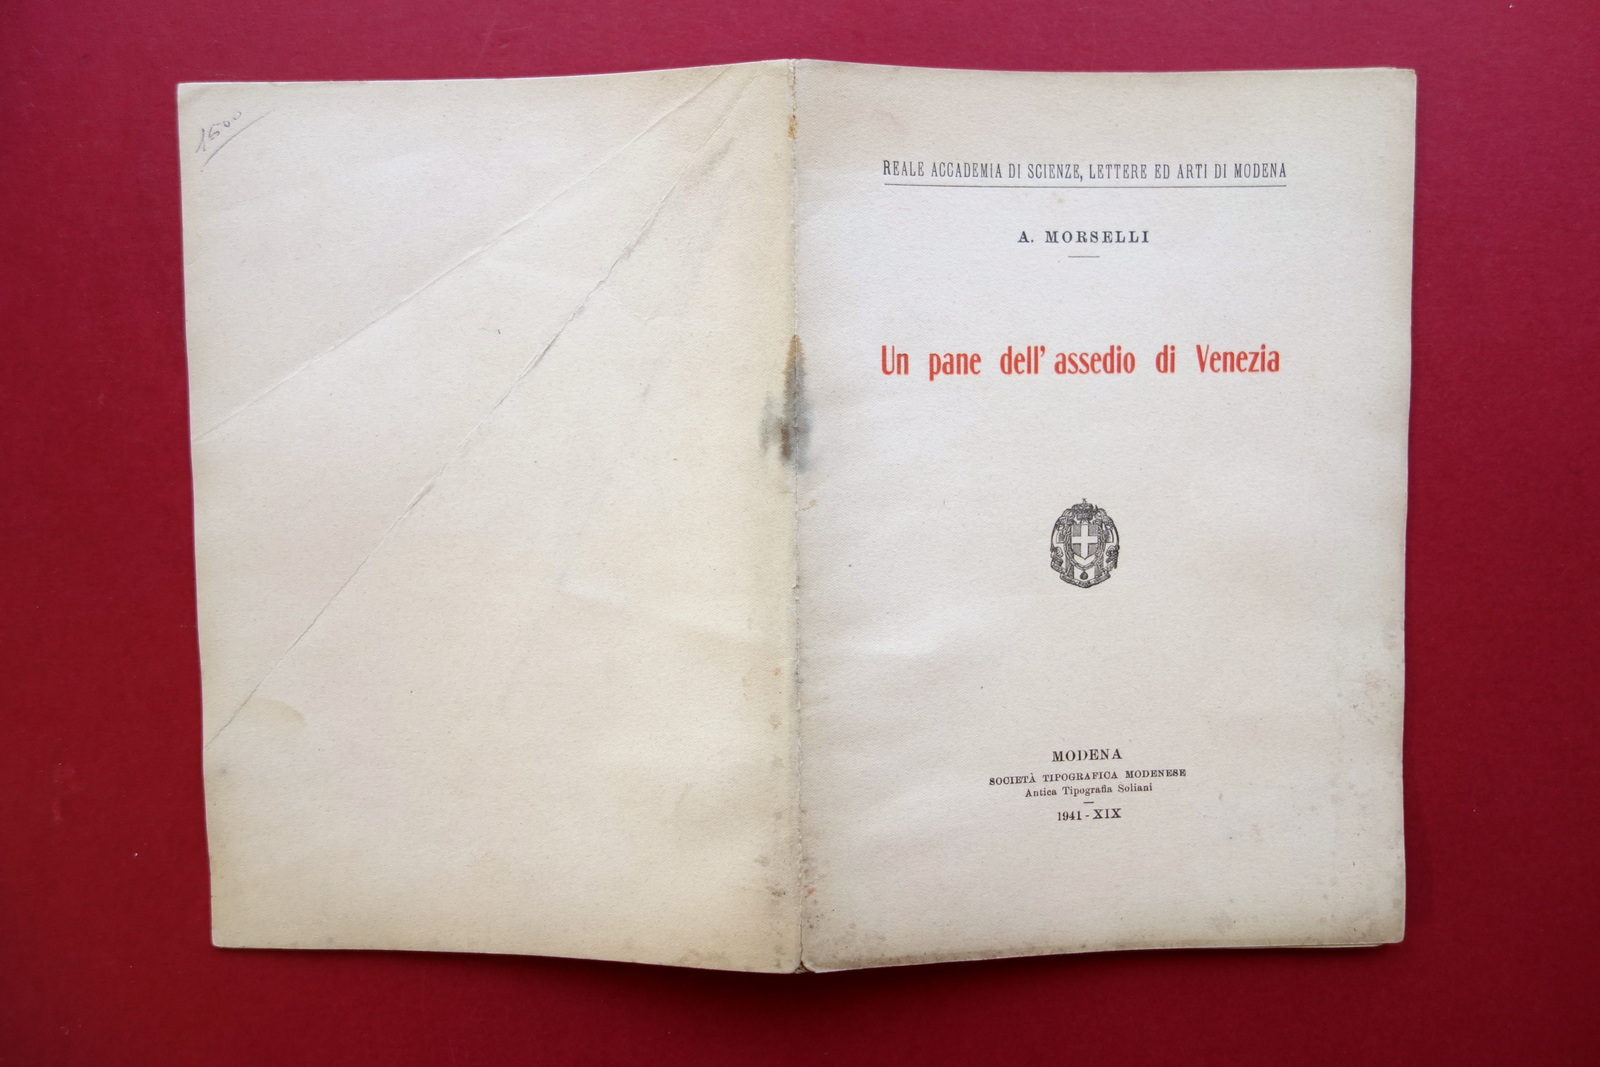 1500
REALE ACCADEMIA DI SCIENZE, LETTERE ED ARTI DI MODENA
A. MORSELLI
Un pane dell'assedio di Venezia
MODENA
SOCIETÀ TIPOGRAFICA MODENESE
Antica Tipografia Soliani
1941 - XIX